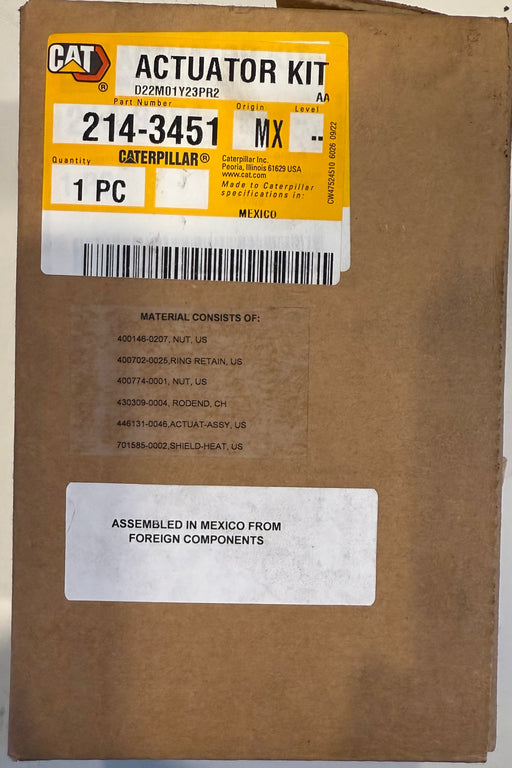 CAT
®
ACTUATOR KIT
D22M01Y23PR2
AA
Part Number
Origin
Level
214-3451
MX
--
Quantity
CATERPILLAR®
1 PC
Caterpillar Inc.
Peoria, Illinois 61629 USA
www.cat.com
Made to Caterpillar
specifications in:
MEXICO
CW47524510 6026 09/22
MATERIAL CONSISTS OF:
400146-0207, NUT, US
400702-0025,RING RETAIN, US
400774-0001, NUT, US
430309-0004, RODEND, CH
446131-0046,ACTUAT-ASSY, US
701585-0002,SHIELD-HEAT, US
ASSEMBLED IN MEXICO FROM
FOREIGN COMPONENTS